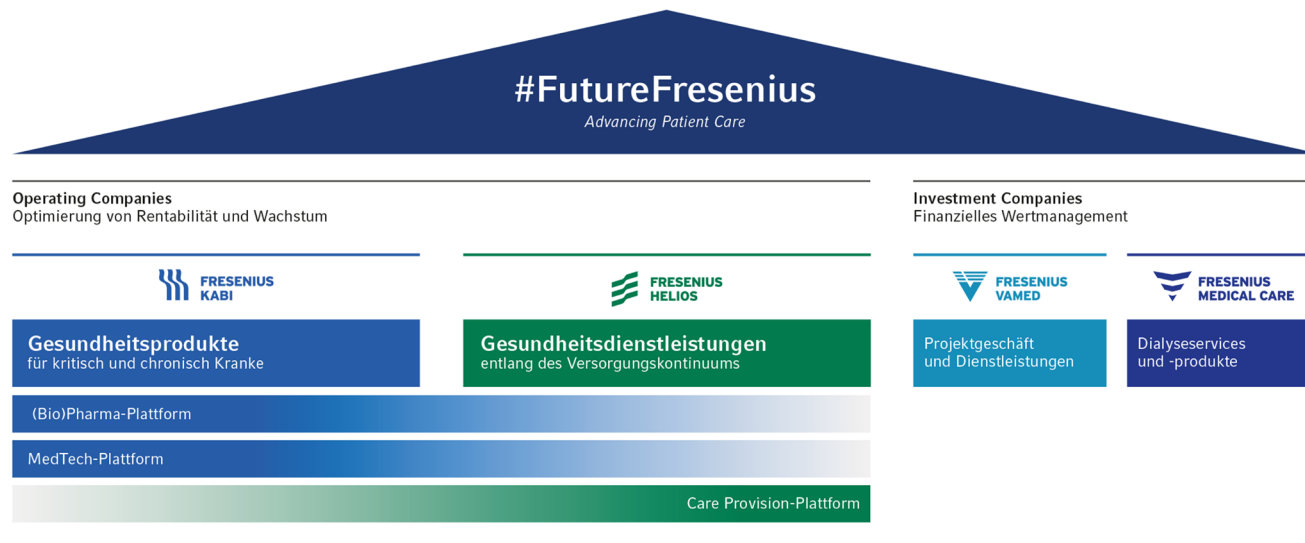 #FutureFresenius
Advancing Patient Care
Operating Companies
Optimierung von Rentabilität und Wachstum
Investment Companies
Finanzielles Wertmanagement
FRESENIUS
KABI
FRESENIUS
HELIOS
FRESENIUS
VAMED
FRESENIUS
MEDICAL CARE
Gesundheitsprodukte
für kritisch und chronisch Kranke
Gesundheitsdienstleistungen
entlang des Versorgungskontinuums
Projektgeschäft
und Dienstleistungen
Dialyseservices
und -produkte
(Bio)Pharma-Plattform
MedTech-Plattform
Care Provision-Plattform